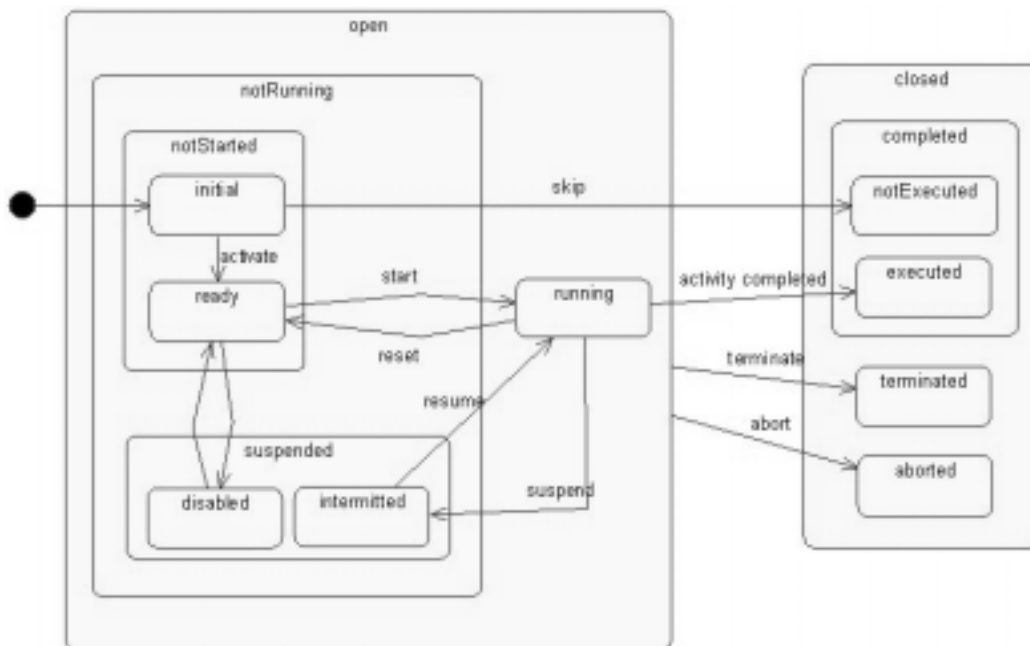 open
closed
notRunning
completed
notStarted
initial
skip
notExecuted
activate
start
activity completed
executed
ready
running
reset
terminate
terminated
resume
abort
suspended
aborted
disabled
intermitted
suspend